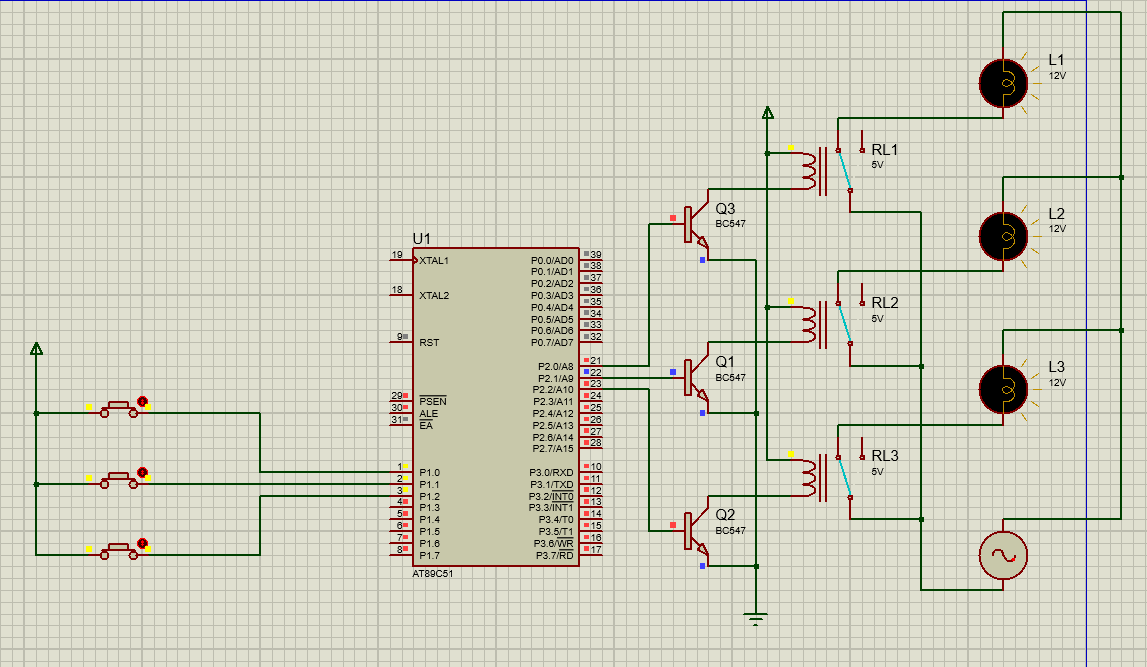 L1
12V
RL1
5V
Q3
BC547
L2
12V
U1
19 XTAL1
18 XTAL2
9 RST
29 PSEN
30 ALE
31 EA
1 P1.0
2 P1.1
3 P1.2
4 P1.3
5 P1.4
6 P1.5
7 P1.6
8 P1.7
P0.0/AD0 39
P0.1/AD1 38
P0.2/AD2 37
P0.3/AD3 36
P0.4/AD4 35
P0.5/AD5 34
P0.6/AD6 33
P0.7/AD7 32
P2.0/A8 21
P2.1/A9 22
P2.2/A10 23
P2.3/A11 24
P2.4/A12 25
P2.5/A13 26
P2.6/A14 27
P2.7/A15 28
P3.0/RXD 10
P3.1/TXD 11
P3.2/INT0 12
P3.3/INT1 13
P3.4/T0 14
P3.5/T1 15
P3.6/WR 16
P3.7/RD 17
AT89C51
RL2
5V
Q1
BC547
L3
12V
RL3
5V
Q2
BC547